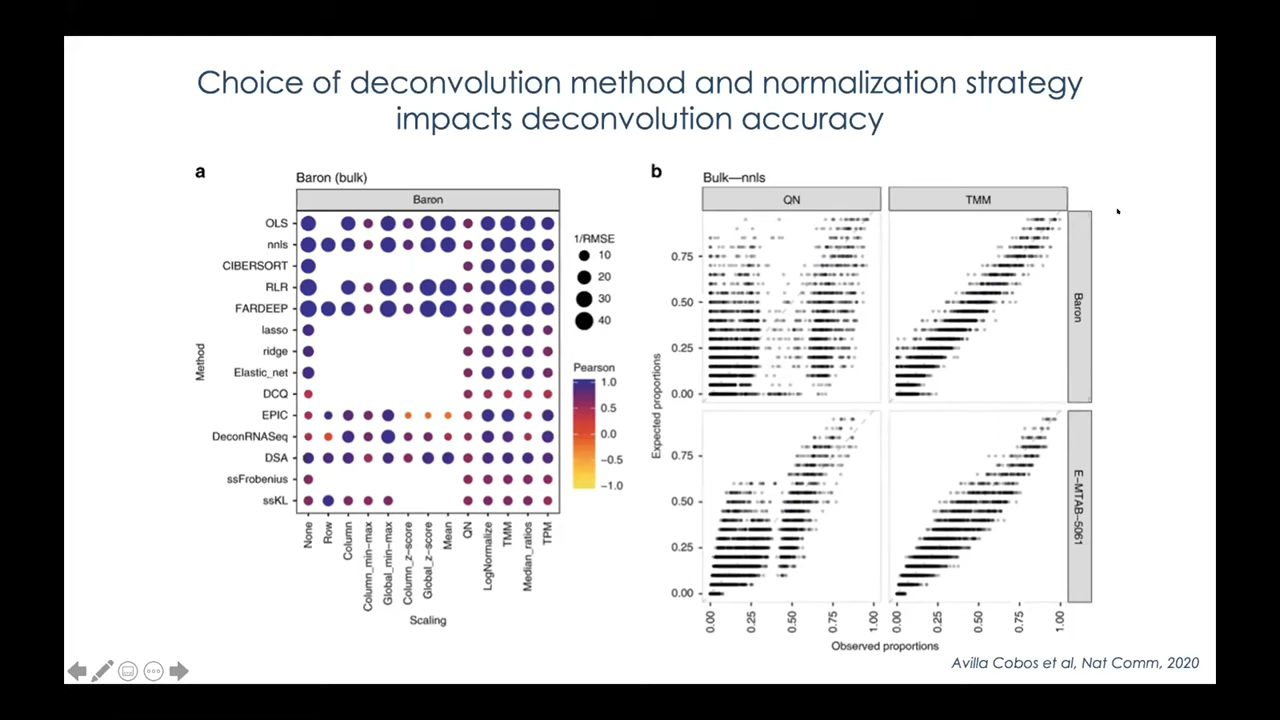 Choice of deconvolution method and normalization strategy
impacts deconvolution accuracy
a
Baron (bulk)
Baron
Method
OLS
nnls
CIBERSORT
RLR
FARDEEP
lasso
ridge
Elastic_net
DCQ
EPIC
DeconRNASeq
DSA
ssFrobenius
ssKL
None
Row
Column
Column_min−max
Global_min−max
Column_z−score
Global_z−score
Mean
QN
LogNormalize
TMM
Median_ratios
TPM
Scaling
1/RMSE
10
20
30
40
Pearson
1.0
0.5
0.0
−0.5
−1.0
b
Bulk—nnls
QN
TMM
Expected proportions
0.75
0.50
0.25
0.00
Baron
0.75
0.50
0.25
0.00
E−MTAB−5061
0.00
0.25
0.50
0.75
1.00
0.00
0.25
0.50
0.75
1.00
Observed proportions
Avilla Cobos et al, Nat Comm, 2020